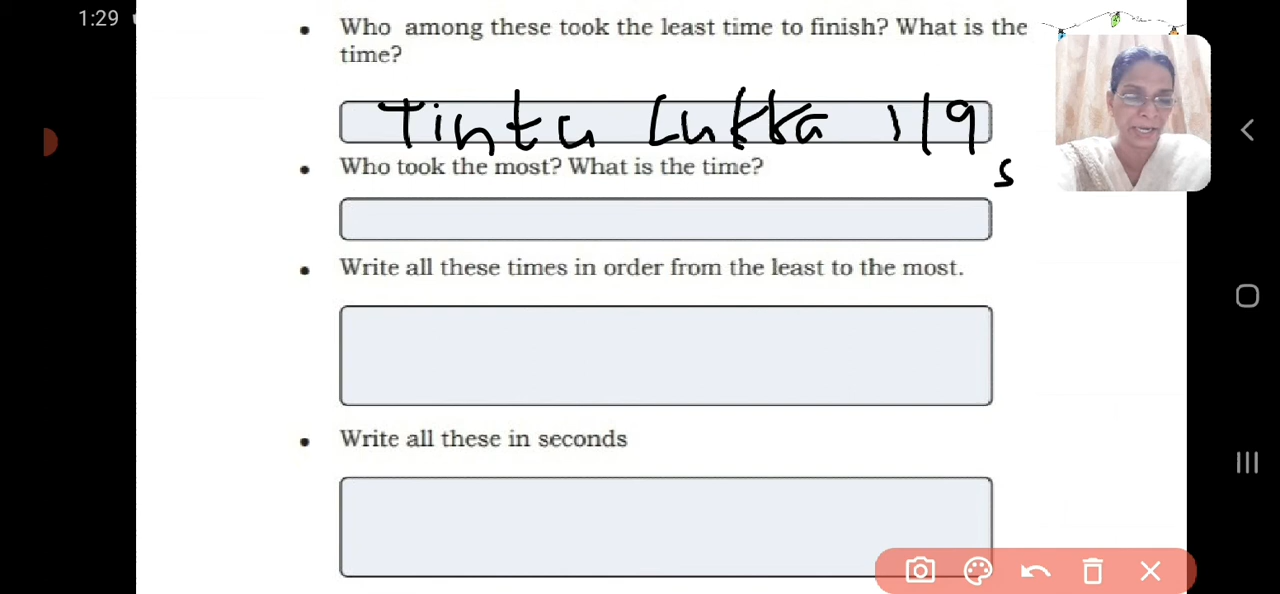 1:29
Who among these took the least time to finish? What is the
time?
Tintu Lukka 119
s
Who took the most? What is the time?
Write all these times in order from the least to the most.
Write all these in seconds